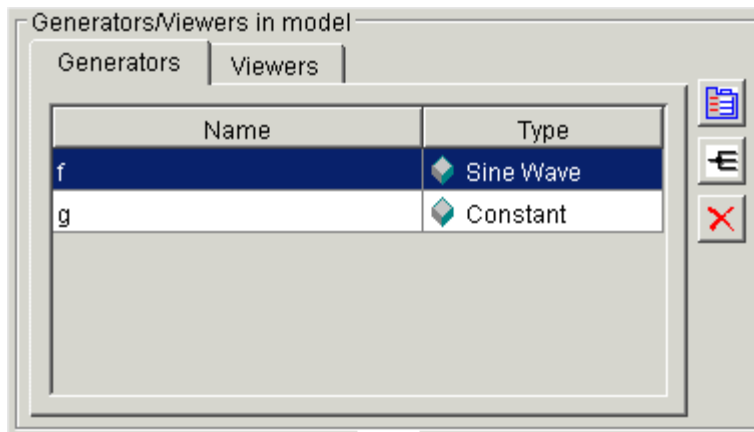 Generators/Viewers in model
Generators Viewers
Name Type
f Sine Wave
g Constant